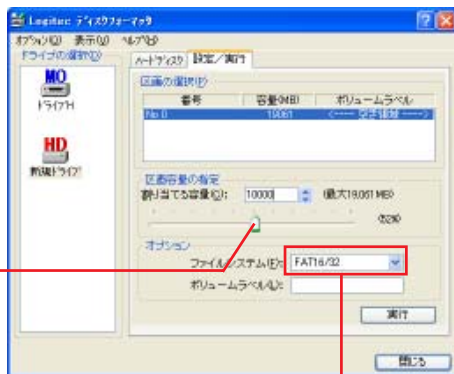 Logitec ディスクフォーマッタ
オプション(O) 表示(V) ヘルプ(H)
ドライブの選択(D)
MO
ドライブH
HD
新規ドライブ
ハードディスク 設定/実行
区画の選択(P)
番号 容量(MB) ボリュームラベル
No.0 19061 <---- 空き領域 ---->
区画容量の指定
割り当てる容量(C): 10000 (最大19,061MB)
(52%)
オプション
ファイルシステム(F): FAT16/32
ボリュームラベル(L):
実行
閉じる